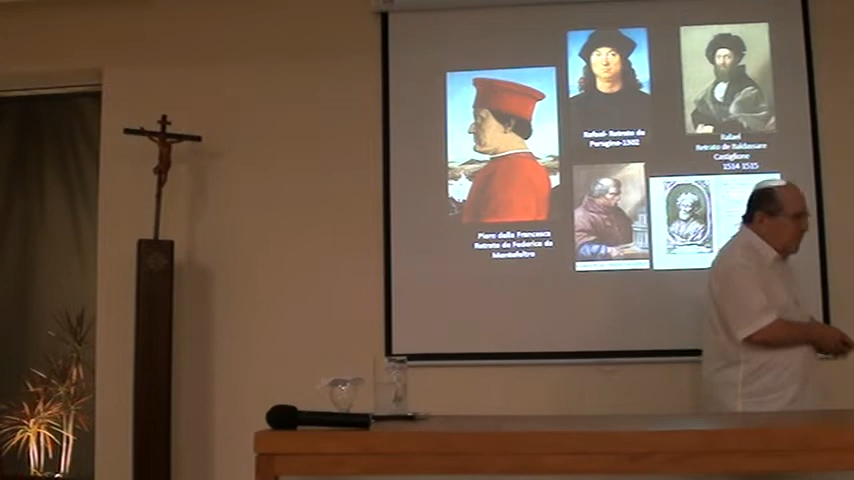 Piero della Francesca
Retrato de Federico de
Montefeltro
Rafael- Retrato de
Perugino-1502
Rafael
Retrato de Baldassare
Castiglione
1514 1515